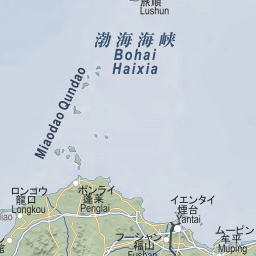 旅順
Lushun
渤海海峡
Bohai
Haixia
Miaodao Qundao
ロンヨウ
龍口
Longkou
ポンライ
蓬莱
Penglai
イエンタイ
煙台
Yantai
フーシャン
福山
Fushan
ムーピン
牟平
Muping